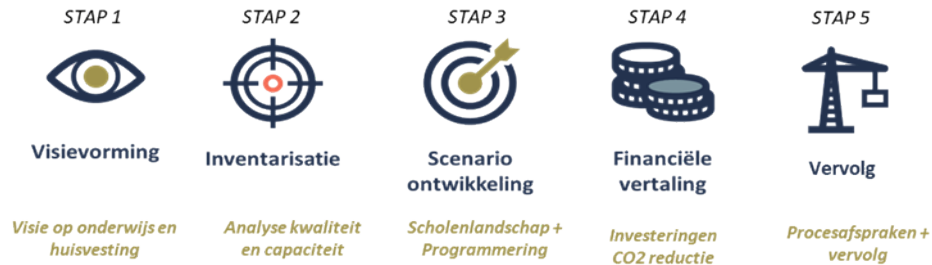 STAP 1
STAP 2
STAP 3
STAP 4
STAP 5
Visievorming
Inventarisatie
Scenario
ontwikkeling
Financiële
vertaling
Vervolg
Visie op onderwijs en
huisvesting
Analyse kwaliteit
en capaciteit
Scholenlandschap +
Programmering
Investeringen
CO2 reductie
Procesafspraken +
vervolg